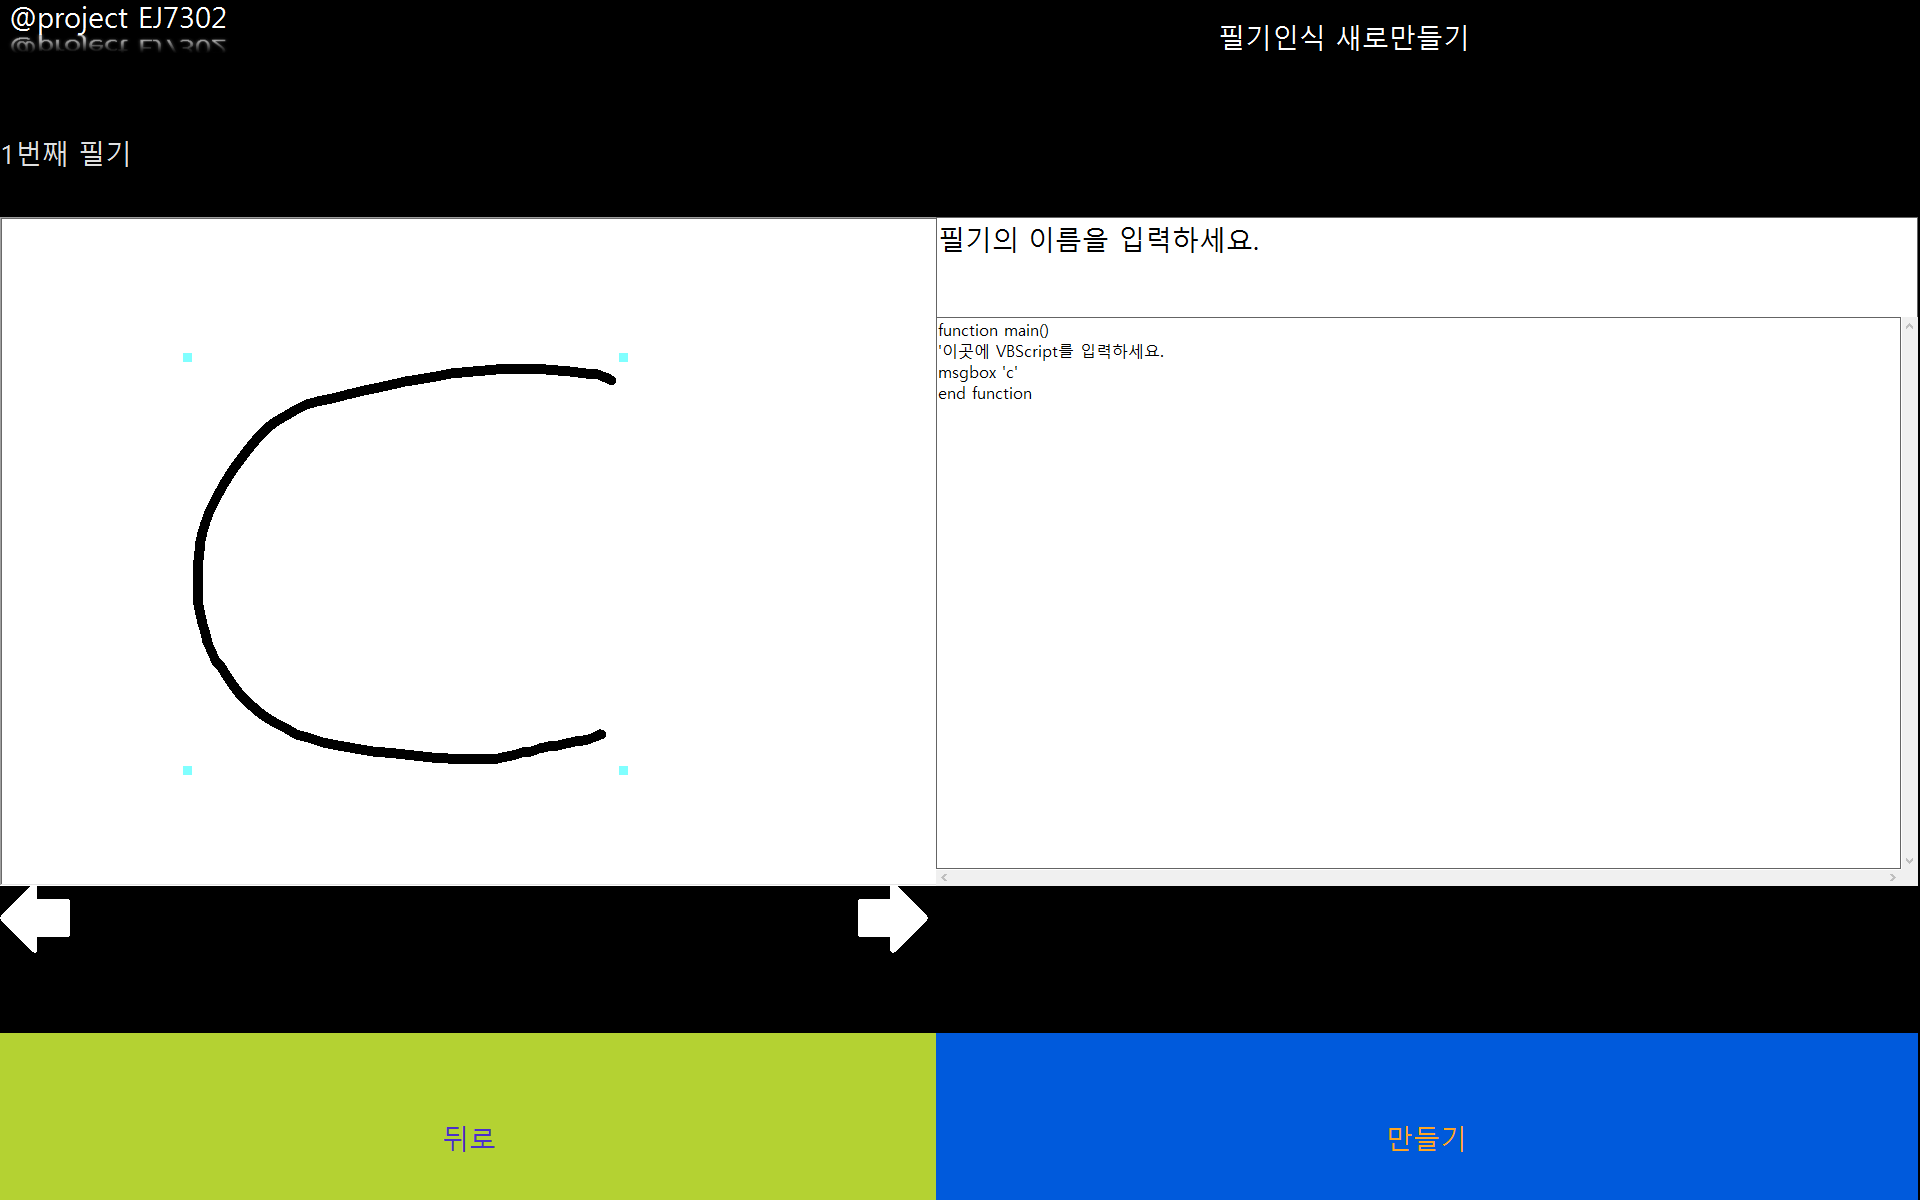 @project EJ7302
필기인식 새로만들기
1번째 필기
C
필기의 이름을 입력하세요.
function main()
'이곳에 VBScript를 입력하세요.
msgbox 'c'
end function
뒤로
만들기